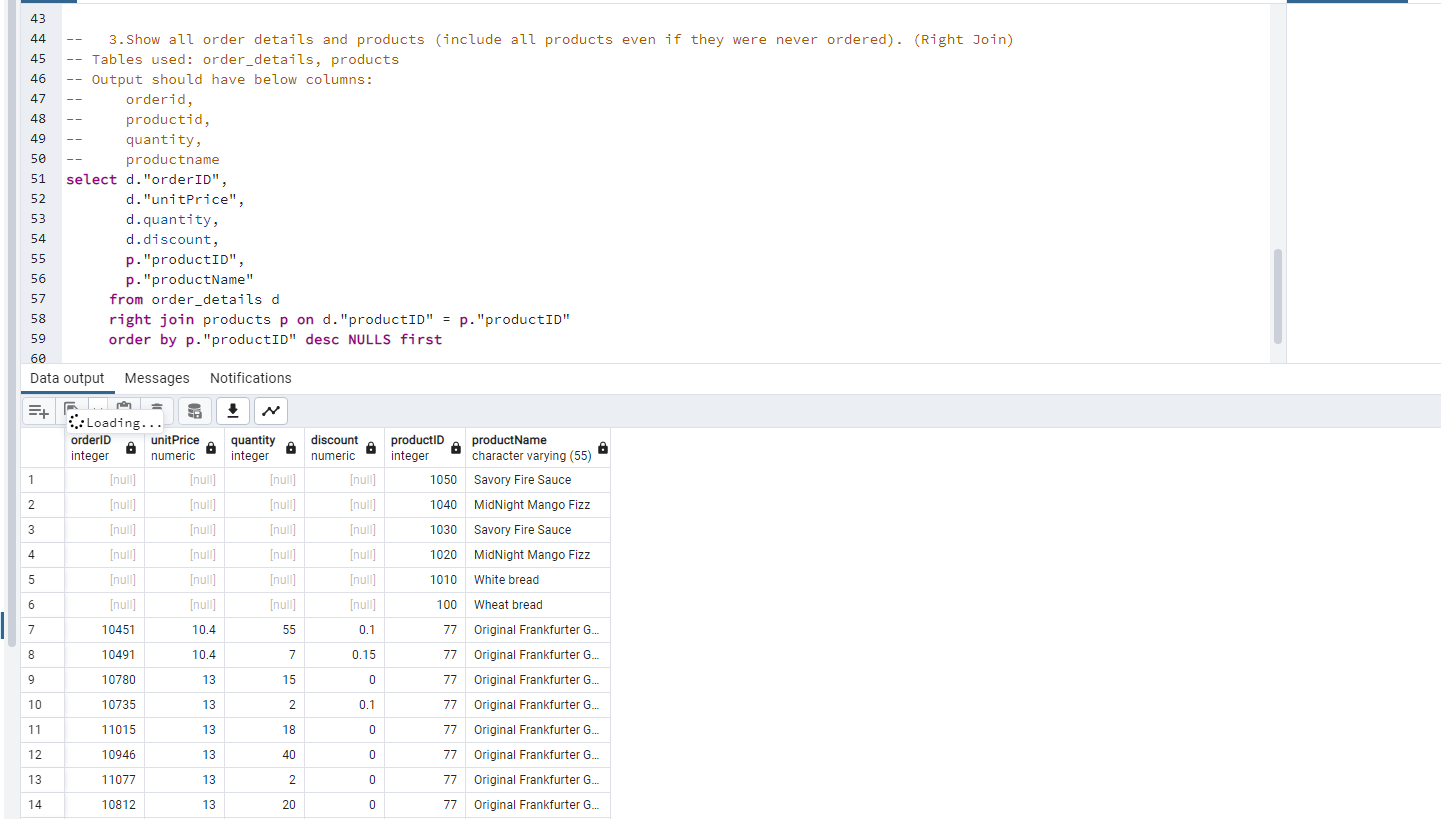 43
44 --   3.Show all order details and products (include all products even if they were never ordered). (Right Join)
45 -- Tables used: order_details, products
46 -- Output should have below columns:
47 --     orderid,
48 --     productid,
49 --     quantity,
50 --     productname
51 select d."orderID",
52        d."unitPrice",
53        d.quantity,
54        d.discount,
55        p."productID",
56        p."productName"
57      from order_details d
58      right join products p on d."productID" = p."productID"
59      order by p."productID" desc NULLS first
60
Data output Messages Notifications
Loading...
orderID unitPrice quantity discount productID productName
integer numeric integer numeric integer character varying (55)
1 [null] [null] [null] [null] 1050 Savory Fire Sauce
2 [null] [null] [null] [null] 1040 MidNight Mango Fizz
3 [null] [null] [null] [null] 1030 Savory Fire Sauce
4 [null] [null] [null] [null] 1020 MidNight Mango Fizz
5 [null] [null] [null] [null] 1010 White bread
6 [null] [null] [null] [null] 100 Wheat bread
7 10451 10.4 55 0.1 77 Original Frankfurter G...
8 10491 10.4 7 0.15 77 Original Frankfurter G...
9 10780 13 15 0 77 Original Frankfurter G...
10 10735 13 2 0.1 77 Original Frankfurter G...
11 11015 13 18 0 77 Original Frankfurter G...
12 10946 13 40 0 77 Original Frankfurter G...
13 11077 13 2 0 77 Original Frankfurter G...
14 10812 13 20 0 77 Original Frankfurter G...